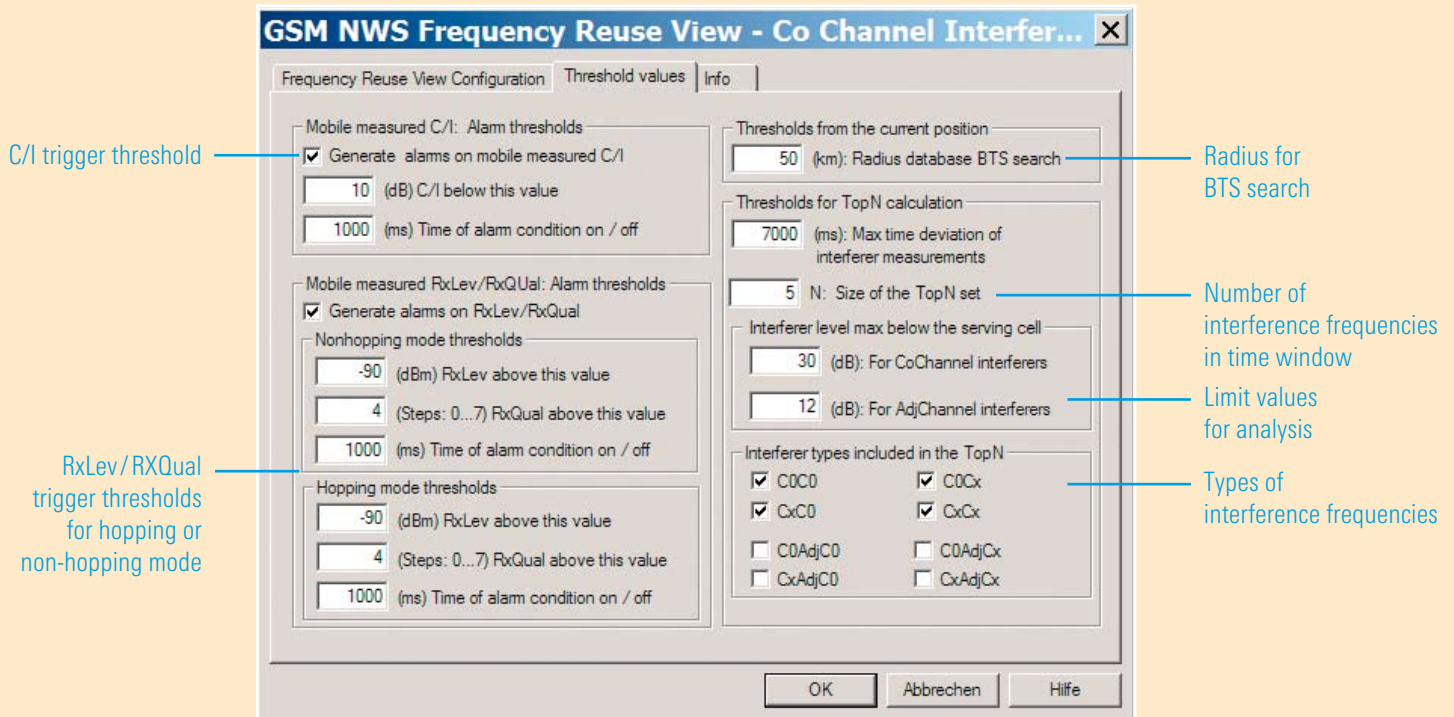 GSM NWS Frequency Reuse View - Co Channel Interfer...
Frequency Reuse View Configuration
Threshold values
Info
C/I trigger threshold
Mobile measured C/I: Alarm thresholds
Generate alarms on mobile measured C/I
10 (dB) C/I below this value
1000 (ms) Time of alarm condition on / off
Mobile measured RxLev/RxQUal: Alarm thresholds
Generate alarms on RxLev/RxQual
Nonhopping mode thresholds
-90 (dBm) RxLev above this value
4 (Steps: 0...7) RxQual above this value
1000 (ms) Time of alarm condition on / off
RxLev / RXQual
trigger thresholds
for hopping or
non-hopping mode
Hopping mode thresholds
-90 (dBm) RxLev above this value
4 (Steps: 0...7) RxQual above this value
1000 (ms) Time of alarm condition on / off
Thresholds from the current position
50 (km): Radius database BTS search
Radius for
BTS search
Thresholds for TopN calculation
7000 (ms): Max time deviation of
interferer measurements
5 N: Size of the TopN set
Number of
interference frequencies
in time window
Interferer level max below the serving cell
30 (dB): For CoChannel interferers
12 (dB): For AdjChannel interferers
Limit values
for analysis
Interferer types included in the TopN
C0C0 C0Cx
CxC0 CxCx
C0AdjC0 C0AdjCx
CxAdjC0 CxAdjCx
Types of
interference frequencies
OK Abbrechen Hilfe